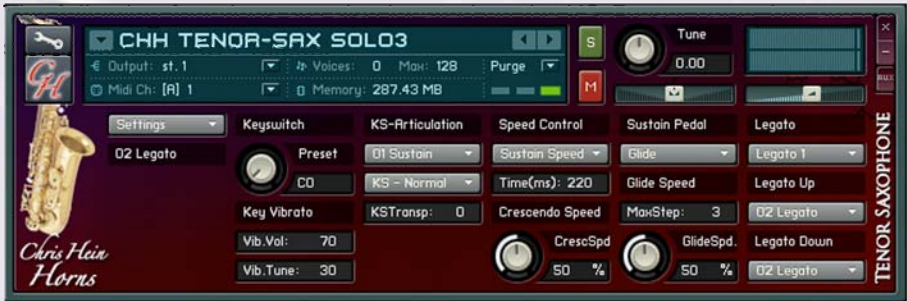 CHH TENOR-SAX SOLO3
S
Tune
×
Output: st.1
Voices: 0 Max: 128
Purge
0.00
Midi Ch: [A] 1
Memory: 287.43 MB
M
AUX
CH
Settings
Keyswitch
KS-Articulation
Speed Control
Sustain Pedal
Legato
02 Legato
Preset
01 Sustain
Sustain Speed
Glide
Legato 1
C0
KS - Normal
Time(ms): 220
Glide Speed
Legato Up
Key Vibrato
KSTransp: 0
Crescendo Speed
MaxStep: 3
02 Legato
Vib.Vol: 70
CrescSpd
GlideSpd.
Legato Down
Vib.Tune: 30
50 %
50 %
02 Legato
Chris Hein
Horns
TENOR SAXOPHONE